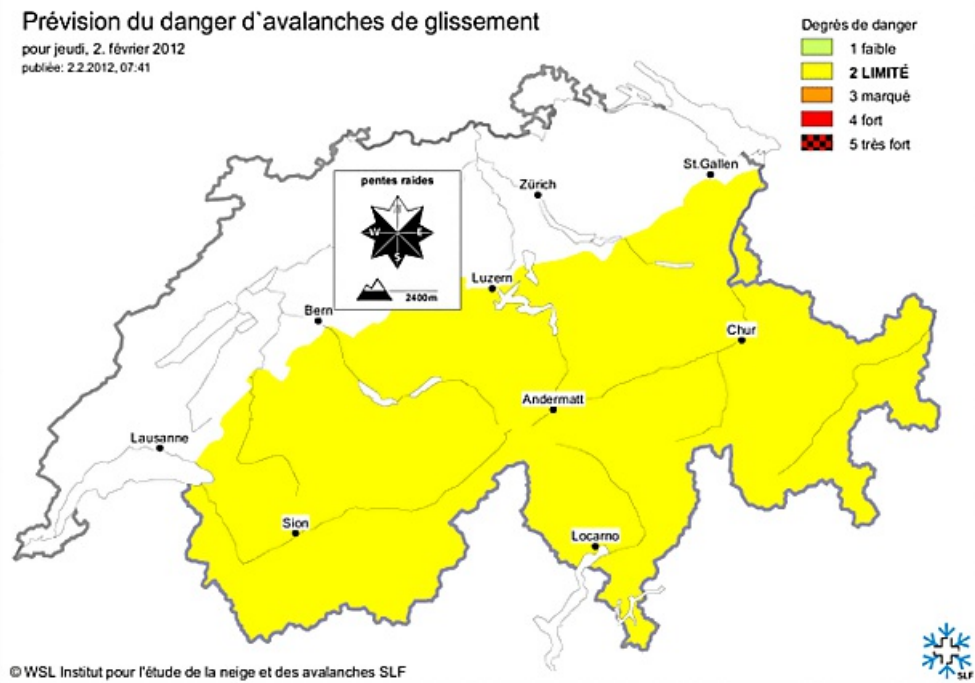 Prévision du danger d`avalanches de glissement
pour jeudi, 2. février 2012
publiée: 2.2.2012, 07:41
Degrès de danger
1 faible
2 LIMITÉ
3 marqué
4 fort
5 très fort
St.Gallen
pentes raides
Zürich
W E
S
2400m
Luzern
Bern
Chur
Andermatt
Lausanne
Sion
Locarno
© WSL Institut pour l'étude de la neige et des avalanches SLF
SLF